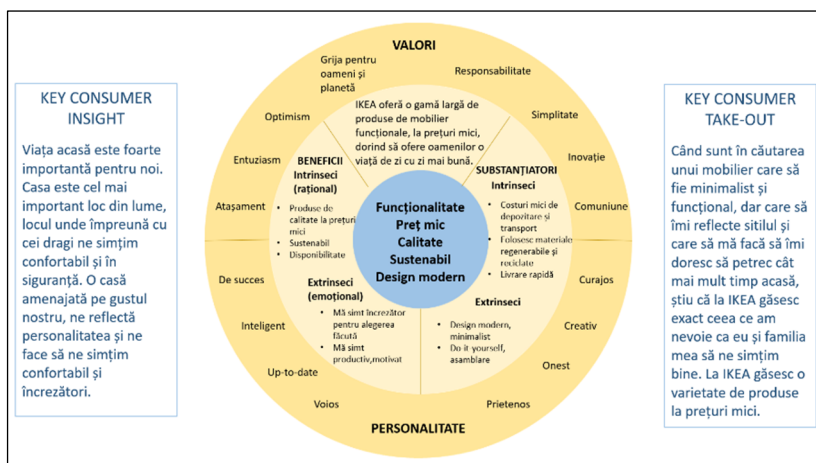 KEY CONSUMER
INSIGHT
Viața acasă este foarte
importantă pentru noi.
Casa este cel mai
important loc din lume,
locul unde împreună cu
cei dragi ne simțim
confortabil și în
siguranță. O casă
amenajată pe gustul
nostru, ne reflectă
personalitatea și ne
face să ne simțim
confortabil și
încrezători.
VALORI
Grija pentru
oameni și
planetă
Optimism
Entuziasm
Atașament
Responsabilitate
Simplitate
Inovație
Comuniune
IKEA oferă o gamă largă de
produse de mobilier
funcționale, la prețuri mici,
dorind să ofere oamenilor o
viață de zi cu zi mai bună.
BENEFICII
Intrinseci
(rațional)
• Produse de
calitate la prețuri
mici
• Sustenabil
• Disponibilitate
Extrinseci
(emoțional)
• Mă simt încrezător
pentru alegerea
făcută
• Mă simt
productiv,motivat
Funcționalitate
Preț mic
Calitate
Sustenabil
Design modern
SUBSTANȚIATORI
Intrinseci
• Costuri mici de
depozitare și
transport
• Folosesc materiale
regenerabile și
reciclate
• Livrare rapidă
Extrinseci
• Design modern,
minimalist
• Do it-yourself,
asamblare
De succes
Inteligent
Up-to-date
Voios
Curajos
Creativ
Onest
Prietenos
PERSONALITATE
KEY CONSUMER
TAKE-OUT
Când sunt în căutarea
unui mobilier care să
fie minimalist și
funcțional, dar care să
îmi reflecte sitilul și
care să mă facă să îmi
doresc să petrec cât
mai mult timp acasă,
știu că la IKEA găsesc
exact ceea ce am
nevoie ca eu și familia
mea să ne simțim
bine. La IKEA găsesc o
varietate de produse
la prețuri mici.